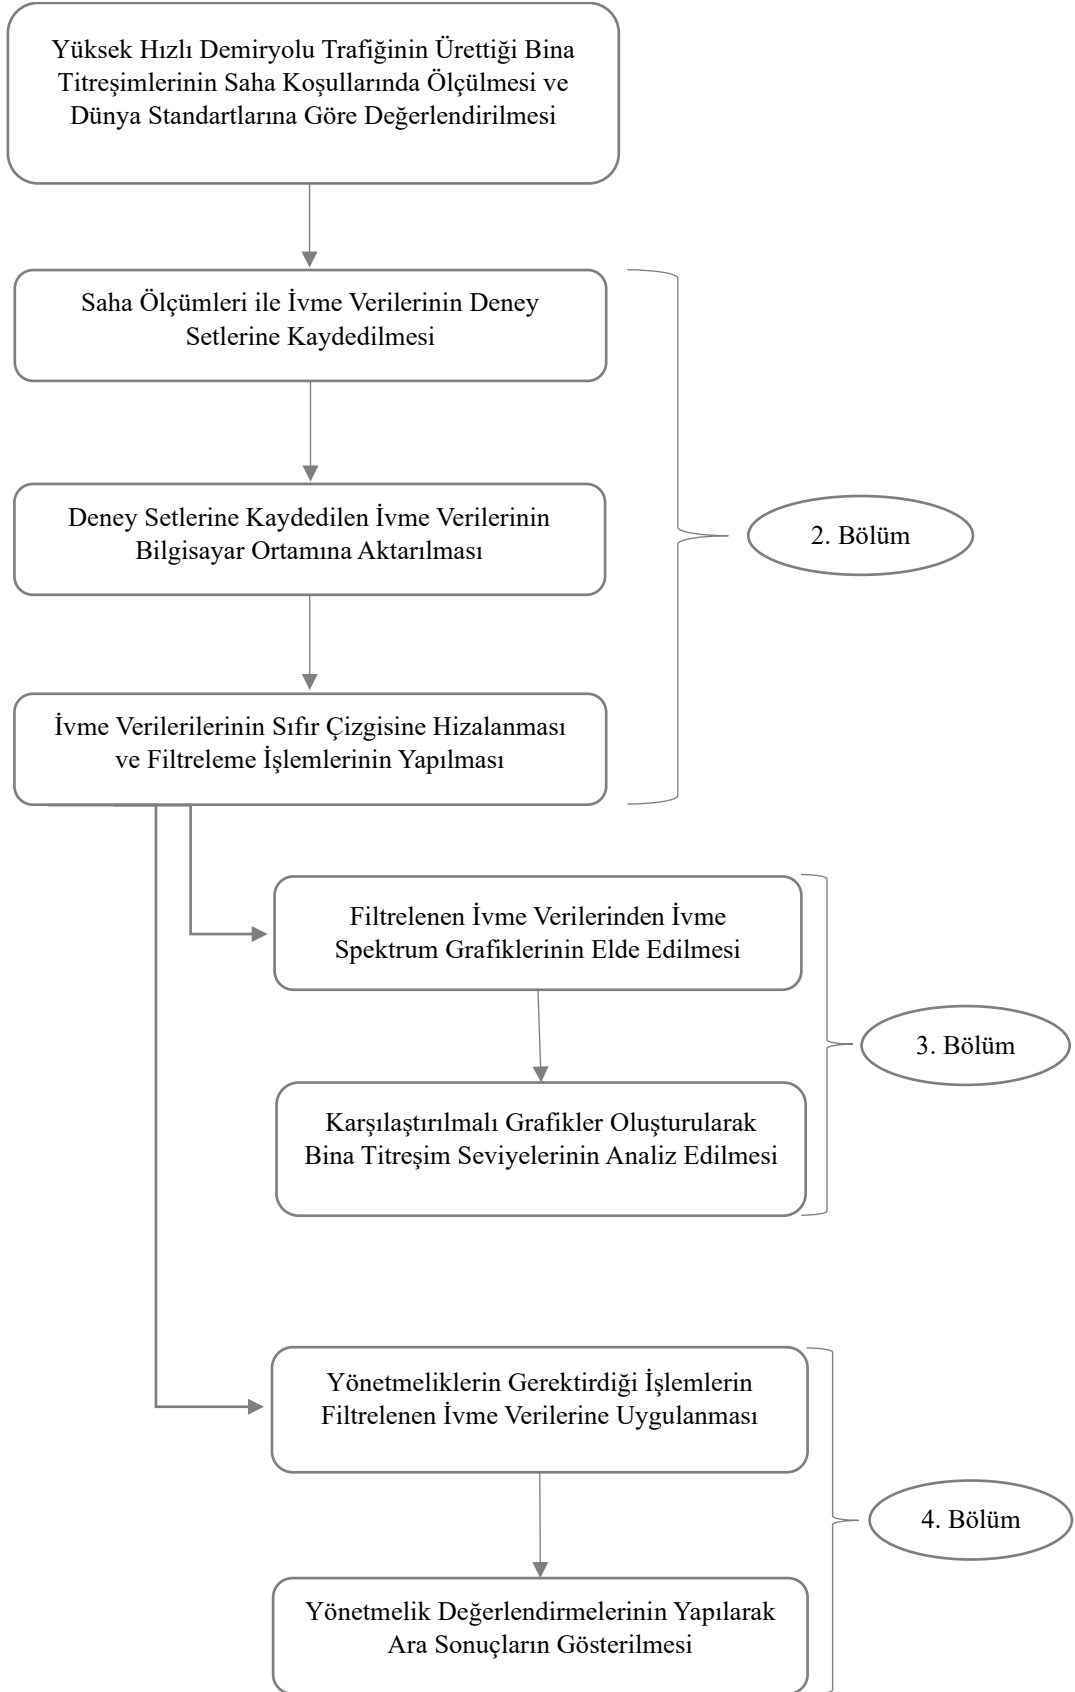 Yüksek Hızlı Demiryolu Trafiğinin Ürettiği Bina
Titreşimlerinin Saha Koşullarında Ölçülmesi ve
Dünya Standartlarına Göre Değerlendirilmesi
Saha Ölçümleri ile İvme Verilerinin Deney
Setlerine Kaydedilmesi
Deney Setlerine Kaydedilen İvme Verilerinin
Bilgisayar Ortamına Aktarılması
2. Bölüm
İvme Verilerilerinin Sıfır Çizgisine Hizalanması
ve Filtreleme İşlemlerinin Yapılması
Filtrelenen İvme Verilerinden İvme
Spektrum Grafiklerinin Elde Edilmesi
3. Bölüm
Karşılaştırılmalı Grafikler Oluşturularak
Bina Titreşim Seviyelerinin Analiz Edilmesi
Yönetmeliklerin Gerektirdiği İşlemlerin
Filtrelenen İvme Verilerine Uygulanması
4. Bölüm
Yönetmelik Değerlendirmelerinin Yapılarak
Ara Sonuçların Gösterilmesi